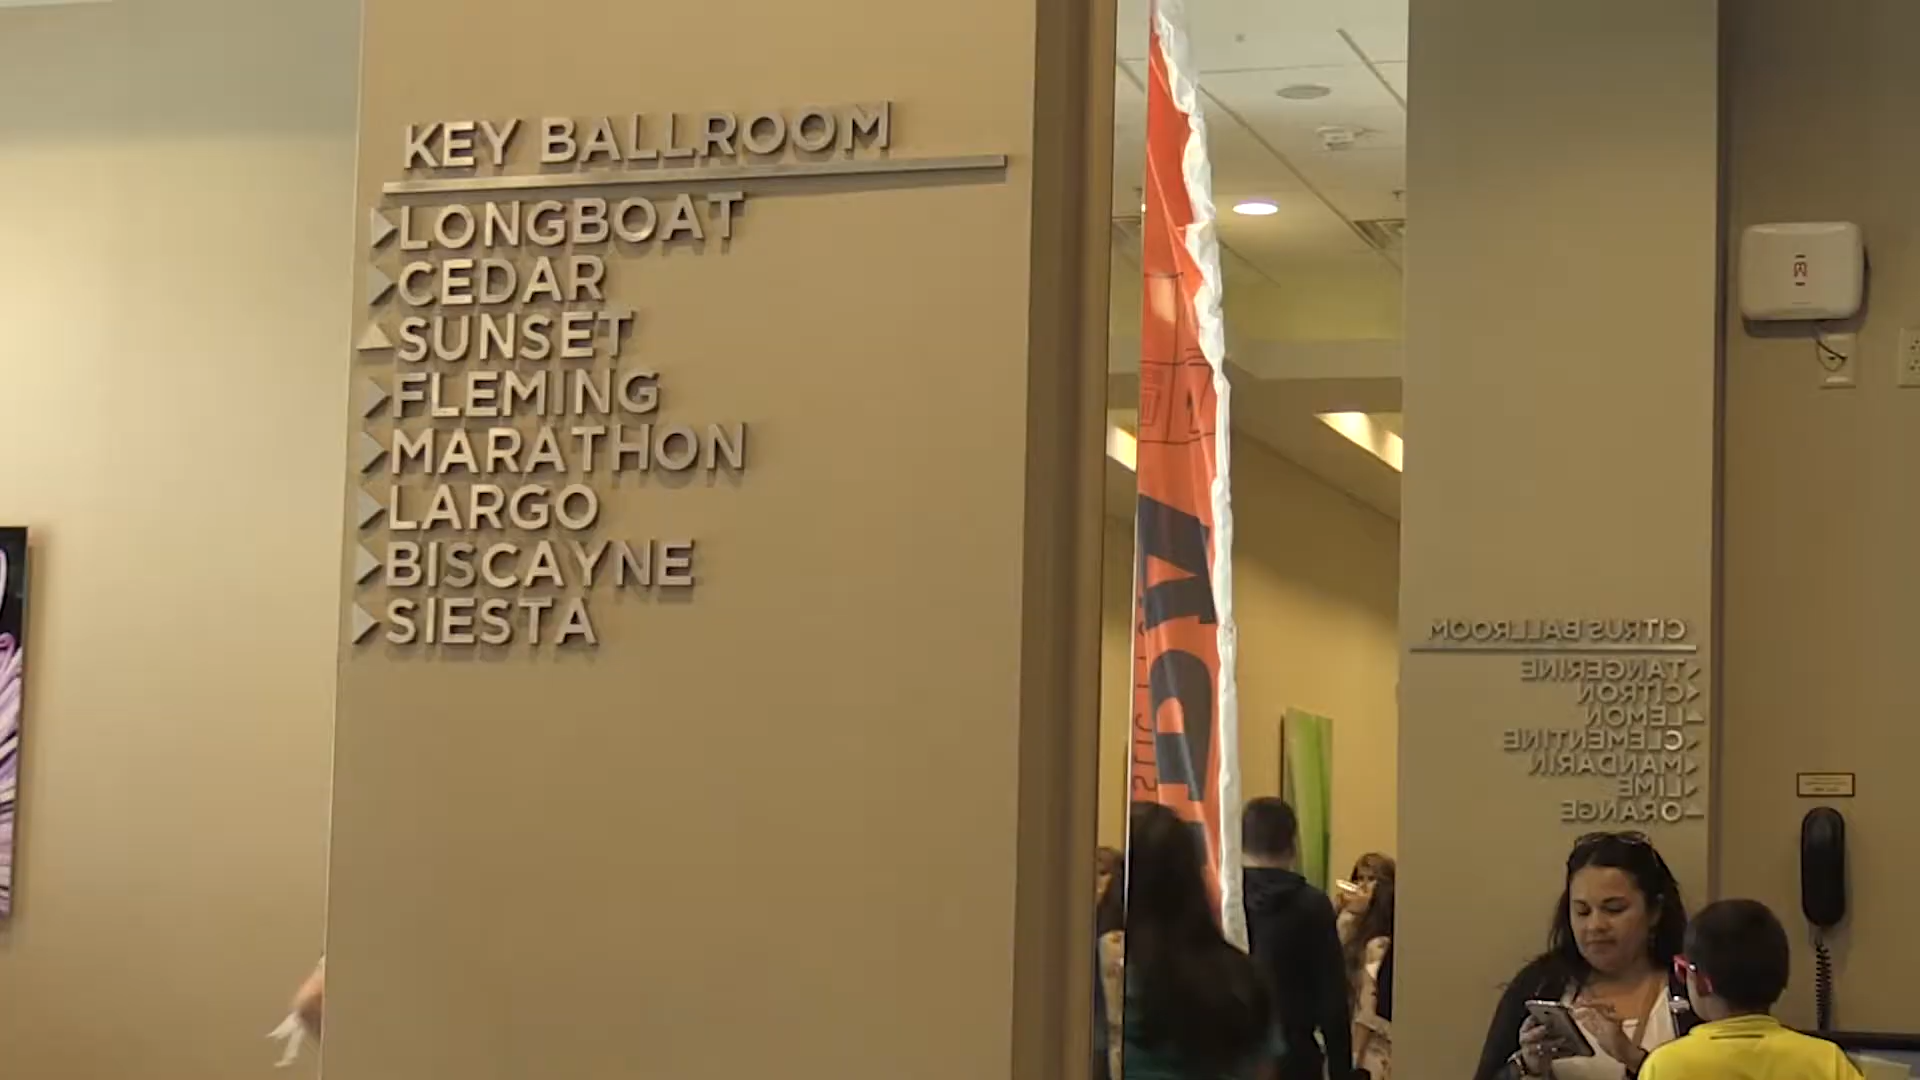 KEY BALLROOM
LONGBOAT
CEDAR
SUNSET
FLEMING
MARATHON
LARGO
BISCAYNE
SIESTA
CITRUS BALLROOM
TANGERINE
CITRON
LEMON
CLEMENTINE
MANDARIN
LIME
ORANGE